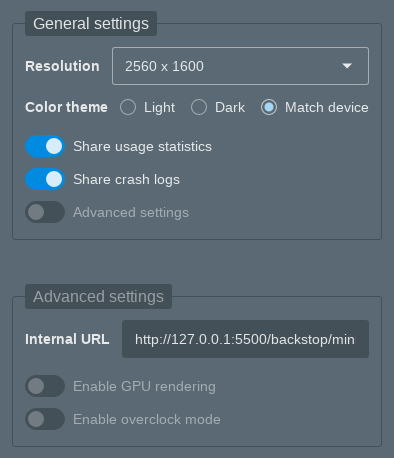 General settings
Resolution 2560 x 1600
Color theme Light Dark Match device
Share usage statistics
Share crash logs
Advanced settings
Advanced settings
Internal URL http://127.0.0.1:5500/backstop/min
Enable GPU rendering
Enable overclock mode